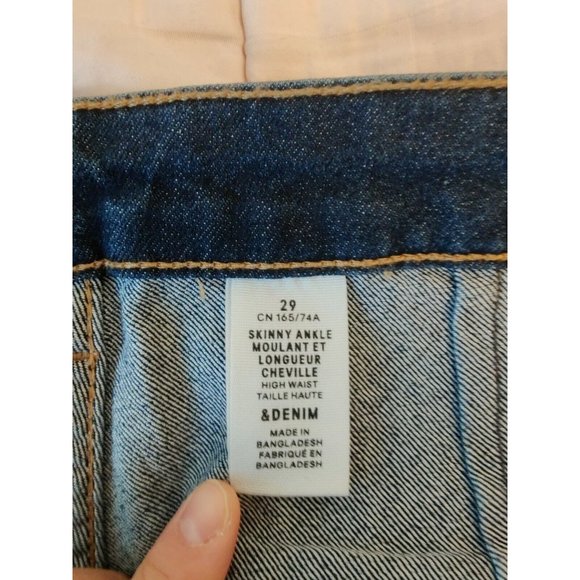 29
CN 165/74A
SKINNY ANKLE
MOULANT ET
LONGUEUR
CHEVILLE
HIGH WAIST
TAILLE HAUTE
&DENIM
MADE IN
BANGLADESH
FABRIQUÉ EN
BANGLADESH